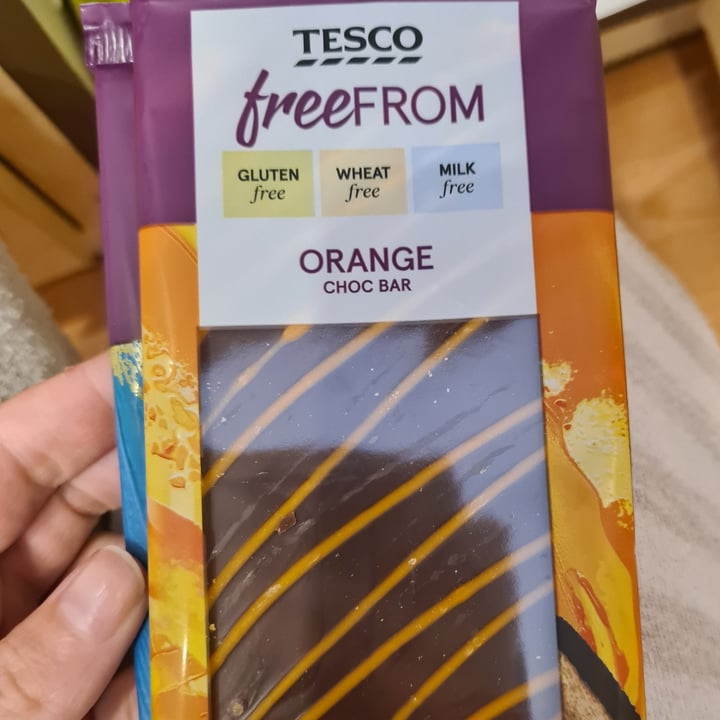 TESCO
freeFROM
GLUTEN free
WHEAT free
MILK free
ORANGE
CHOC BAR